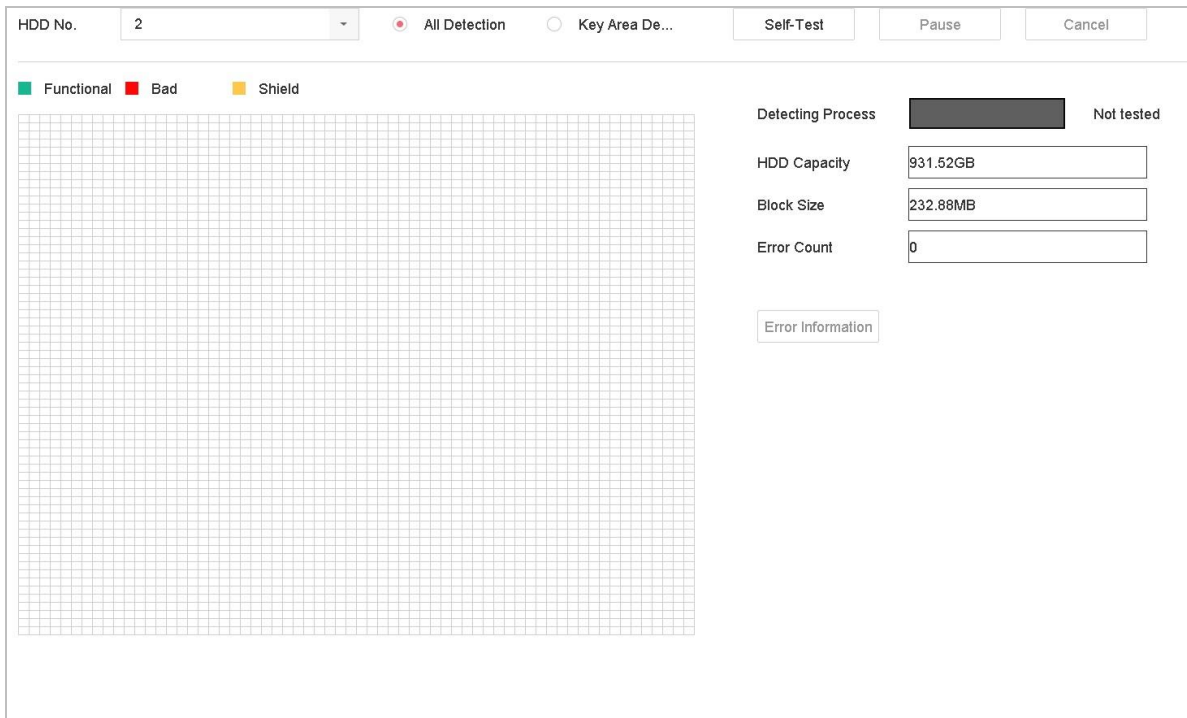 HDD No. 2 All Detection Key Area De... Self-Test Pause Cancel
Functional Bad Shield
Detecting Process Not tested
HDD Capacity 931.52GB
Block Size 232.88MB
Error Count 0
Error Information